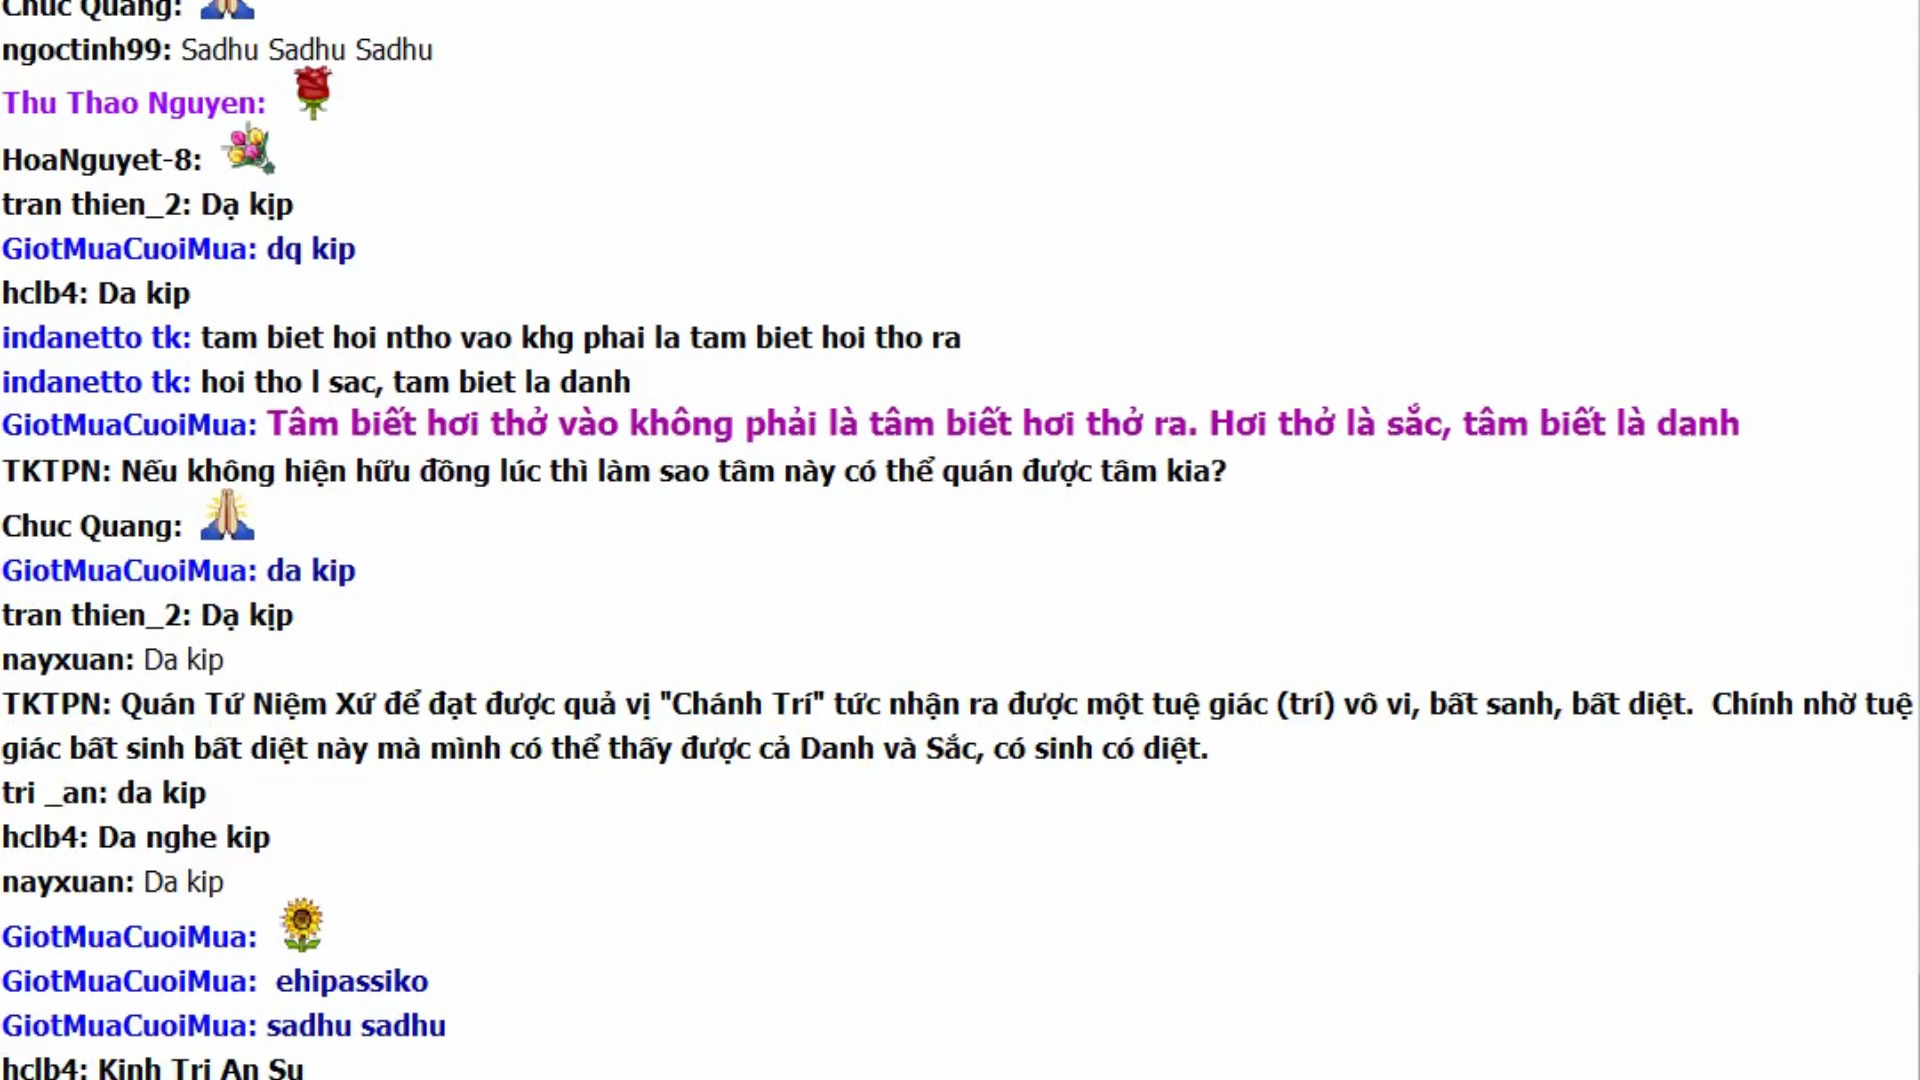 Chuc Quang:
ngoctinh99: Sadhu Sadhu Sadhu
Thu Thao Nguyen:
HoaNguyet-8:
tran thien_2: Dạ kịp
GiotMuaCuoiMua: dq kip
hclb4: Da kip
indanetto tk: tam biet hoi ntho vao khg phai la tam biet hoi tho ra
indanetto tk: hoi tho l sac, tam biet la danh
GiotMuaCuoiMua: Tâm biết hơi thở vào không phải là tâm biết hơi thở ra. Hơi thở là sắc, tâm biết là danh
TKTPN: Nếu không hiện hữu đồng lúc thì làm sao tâm này có thể quán được tâm kia?
Chuc Quang:
GiotMuaCuoiMua: da kip
tran thien_2: Dạ kịp
nayxuan: Da kip
TKTPN: Quán Tứ Niệm Xứ để đạt được quả vị "Chánh Trí" tức nhận ra được một tuệ giác (trí) vô vi, bất sanh, bất diệt.  Chính nhờ tuệ
giác bất sinh bất diệt này mà mình có thể thấy được cả Danh và Sắc, có sinh có diệt.
tri _an: da kip
hclb4: Da nghe kip
nayxuan: Da kip
GiotMuaCuoiMua:
GiotMuaCuoiMua:  ehipassiko
GiotMuaCuoiMua: sadhu sadhu
hclb4: Kinh Tri An Su